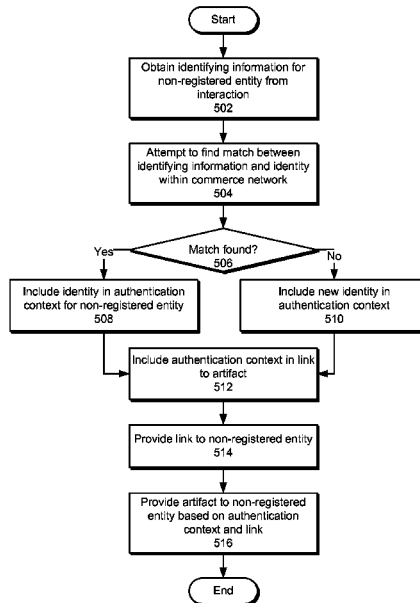 Start
Obtain identifying information for
non-registered entity from
interaction
502
Attempt to find match between
identifying information and identity
within commerce network
504
Match found?
506
Yes
No
Include identity in authentication
context for non-registered entity
508
Include new identity in
authentication context
510
Include authentication context in link
to artifact
512
Provide link to non-registered entity
514
Provide artifact to non-registered
entity based on authentication
context and link
516
End